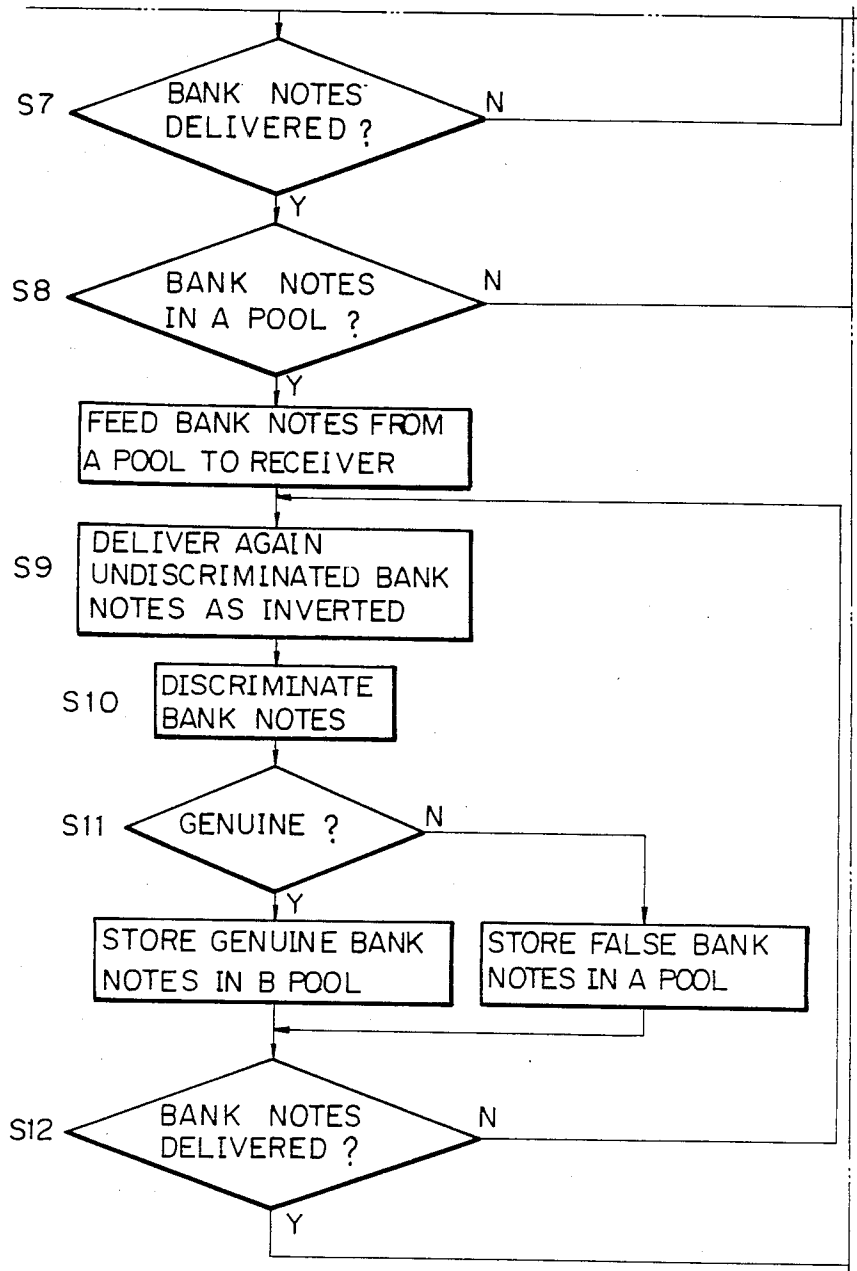 S7
BANK NOTES
DELIVERED ?
N
Y
S8
BANK NOTES
IN A POOL ?
N
Y
FEED BANK NOTES FROM
A POOL TO RECEIVER
S9
DELIVER AGAIN
UNDISCRIMINATED BANK
NOTES AS INVERTED
S10
DISCRIMINATE
BANK NOTES
S11
GENUINE ?
N
Y
STORE GENUINE BANK
NOTES IN B POOL
STORE FALSE BANK
NOTES IN A POOL
S12
BANK NOTES
DELIVERED ?
N
Y